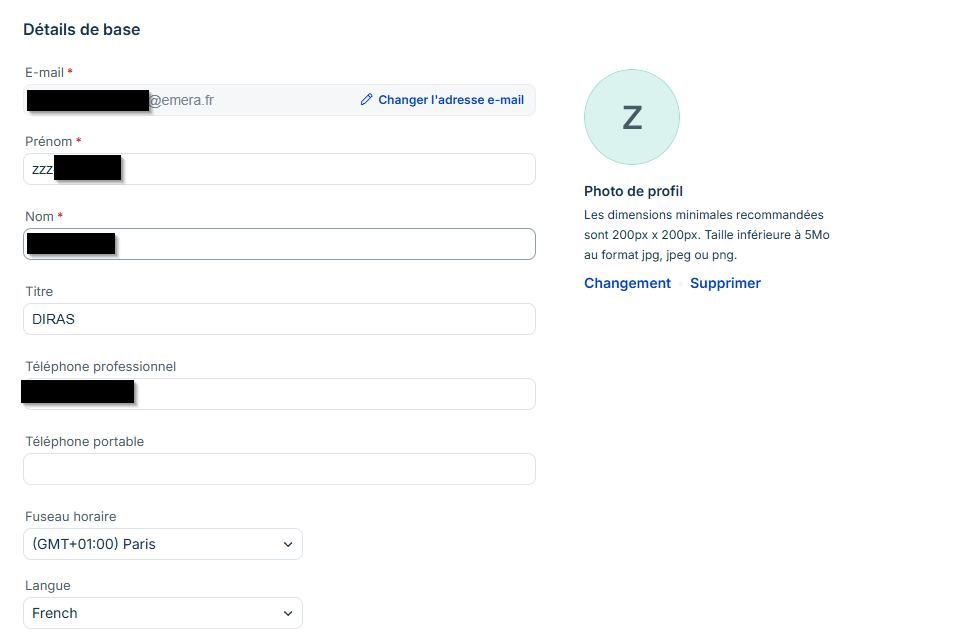 Détails de base
E-mail *
@emera.fr
Changer l'adresse e-mail
Prénom *
zzz
Nom *
Titre
DIRAS
Téléphone professionnel
Téléphone portable
Fuseau horaire
(GMT+01:00) Paris
Langue
French
Z
Photo de profil
Les dimensions minimales recommandées
sont 200px x 200px. Taille inférieure à 5Mo
au format jpg, jpeg ou png.
Changement
Supprimer